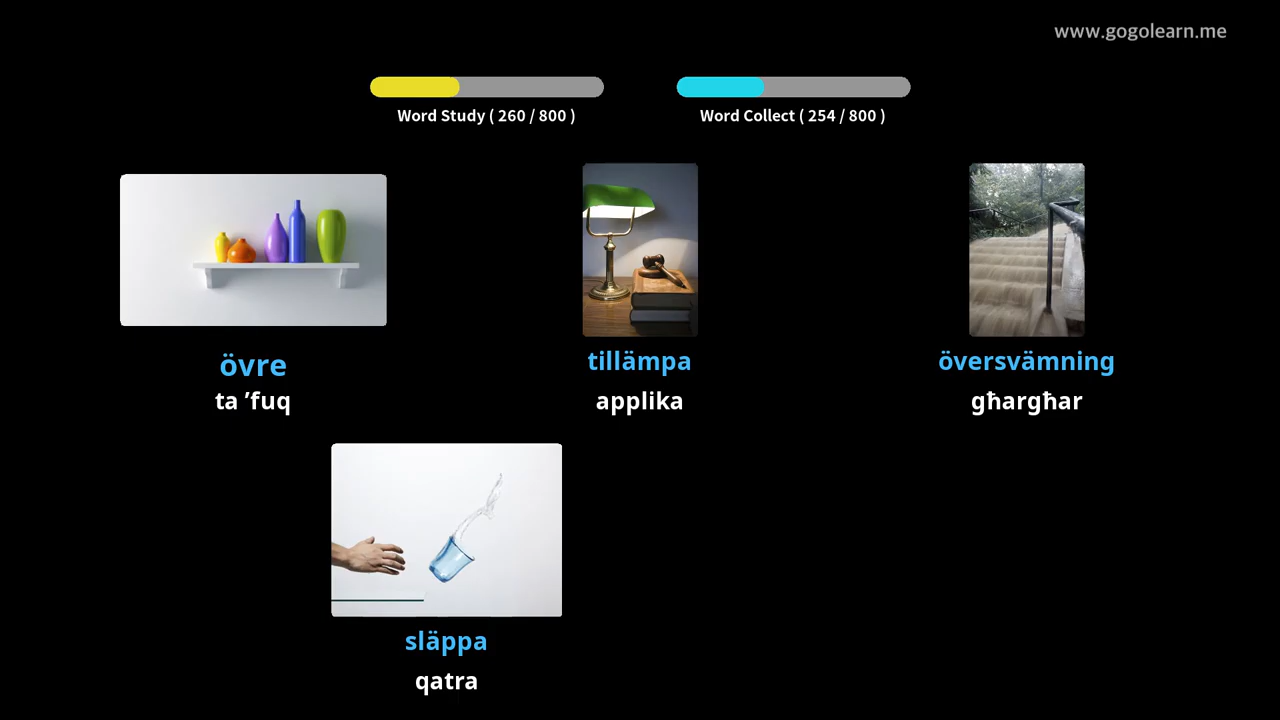 www.gogolearn.me
Word Study ( 260 / 800 )
Word Collect ( 254 / 800 )
övre
ta ’fuq
tillämpa
applika
översvämning
għargħar
släppa
qatra